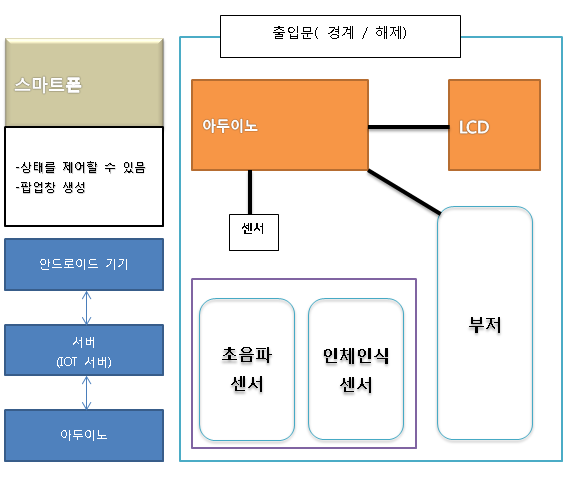 스마트폰
-상태를 제어할 수 있음
-팝업창 생성
안드로이드 기기
서버
(IOT 서버)
아두이노
출입문( 경계 / 해제)
아두이노
LCD
센서
초음파
센서
인체인식
센서
부저